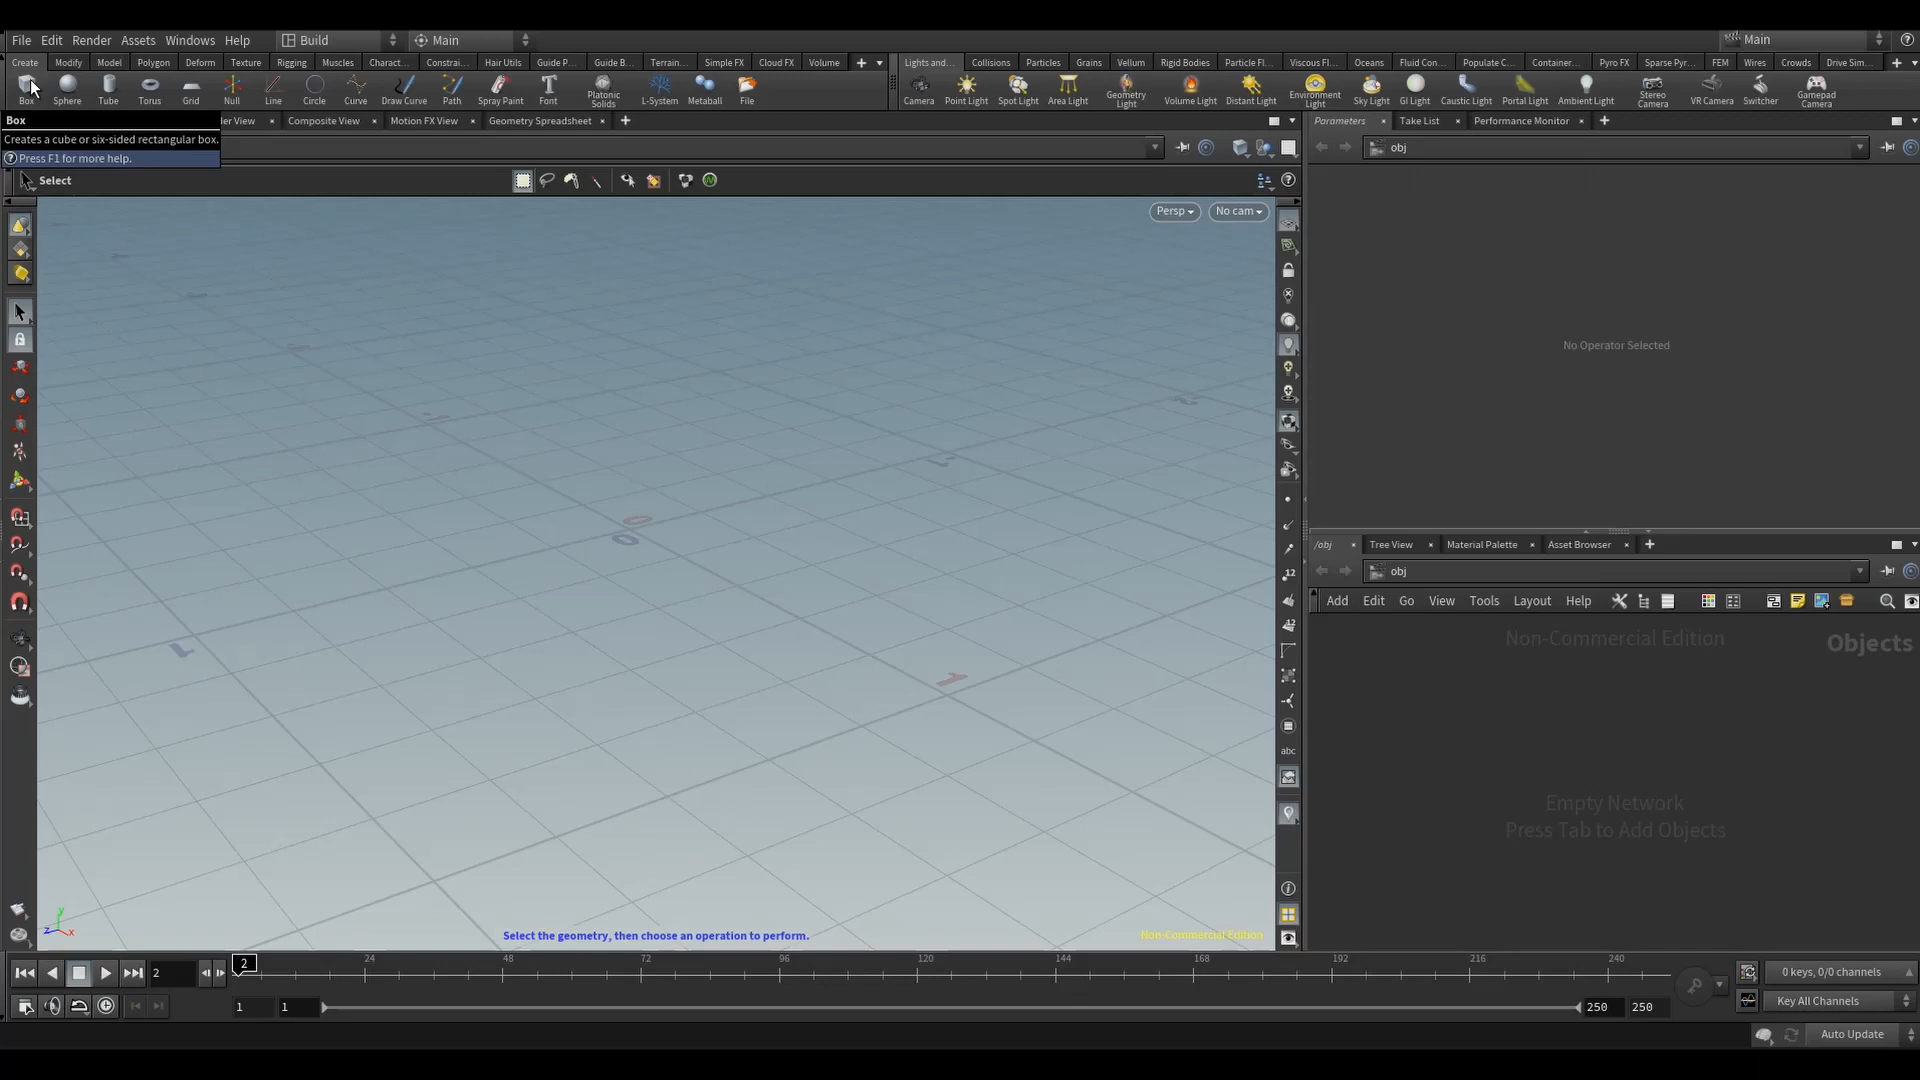 File Edit Render Assets Windows Help Build Main Main
Create Modify Model Polygon Deform Texture Rigging Muscles Charact... Constrai... Hair Utils Guide P... Guide B... Terrain... Simple FX Cloud FX Volume
Lights and... Collisions Particles Grains Vellum Rigid Bodies Particle Fl... Viscous Fl... Oceans Fluid Con... Populate C... Container... Pyro FX Sparse Pyr... FEM Wires Crowds Drive Sim...
Box Sphere Tube Torus Grid Null Line Circle Curve Draw Curve Path Spray Paint Font Platonic Solids L-System Metaball File
Camera Point Light Spot Light Area Light Geometry Light Volume Light Distant Light Environment Light Sky Light GI Light Caustic Light Portal Light Ambient Light Stereo Camera VR Camera Switcher Gamepad Camera
Box
Creates a cube or six-sided rectangular box.
Press F1 for more help.
der View Composite View Motion FX View Geometry Spreadsheet
Parameters Take List Performance Monitor
obj
Select
Persp No cam
No Operator Selected
0
0
1
1
12
12
abc
/obj Tree View Material Palette Asset Browser
obj
Add Edit Go View Tools Layout Help
Non-Commercial Edition Objects
Empty Network
Press Tab to Add Objects
y
z x
Select the geometry, then choose an operation to perform.
Non-Commercial Edition
2 2 24 48 72 96 120 144 168 192 216 240
0 keys, 0/0 channels
1 1 250 250
Key All Channels
Auto Update